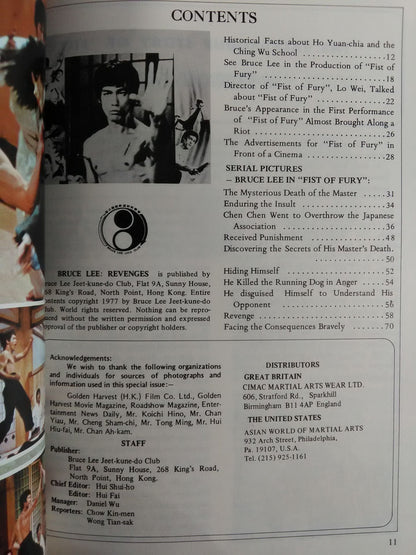 CONTENTS
Historical Facts about Ho Yuan-chia and the
Ching Wu School ............12
See Bruce Lee in the Production of "Fist of
Fury" ............18
Director of "Fist of Fury", Lo Wei, Talked
about "Fist of Fury" ............22
Bruce's Appearance in the First Performance
of "Fist of Fury" Almost Brought Along a
Riot ............26
The Advertisements for "Fist of Fury" in
Front of a Cinema ............28
SERIAL PICTURES
– BRUCE LEE IN "FIST OF FURY":
The Mysterious Death of the Master ..... 31
Enduring the Insult ............34
Chen Chen Went to Overthrow the Japanese
Association ............36
Received Punishment ............48
Discovering the Secrets of His Master's Death.
............50
Hiding Himself ............52
He Killed the Running Dog in Anger .....54
He disguised Himself to Understand His
Opponent ............56
Revenge ............58
Facing the Consequences Bravely .......70
BRUCE LEE: REVENGES is published by
Bruce Lee Jeet-kune-do Club, Flat 9A, Sunny House,
268 King's Road, North Point, Hong Kong. Entire
contents copyright 1977 by Bruce Lee Jeet-kune-do
Club. World rights reserved. Nothing can be reproduced
without the written permission and expressed
approval of the publisher or copyright holders.
Acknowledgements:
We wish to thank the following organizations
and individuals for sources of photographs and
information used in this special issue:—
Golden Harvest (H.K.) Film Co. Ltd., Golden
Harvest Movie Magazine, Roadshow Magazine, Enter-
tainment News Daily, Mr. Koichi Hino, Mr. Chan
Yiau, Mr. Cheng Sham-chi, Mr. Tong Ming, Mr. Hui
Hiu-fai, Mr. Chan Ah-kam.
STAFF
Publisher:
Bruce Lee Jeet-kune-do Club
Flat 9A, Sunny House, 268 King's Road,
North Point, Hong Kong.
Chief Editor: Hui Shui-ho
Editor: Hui Fai
Manager: Daniel Wu
Reporters: Chow Kin-men
Wong Tian-sak
DISTRIBUTORS
GREAT BRITAIN
CIMAC MARTIAL ARTS WEAR LTD.
606, Stratford Rd., Sparkhill
Birmingham B11 4AP England
THE UNITED STATES
ASIAN WORLD OF MARTIAL ARTS
932 Arch Street, Philadelphia,
Pa. 19107, U.S.A.
Tel. (215) 925-1161
11